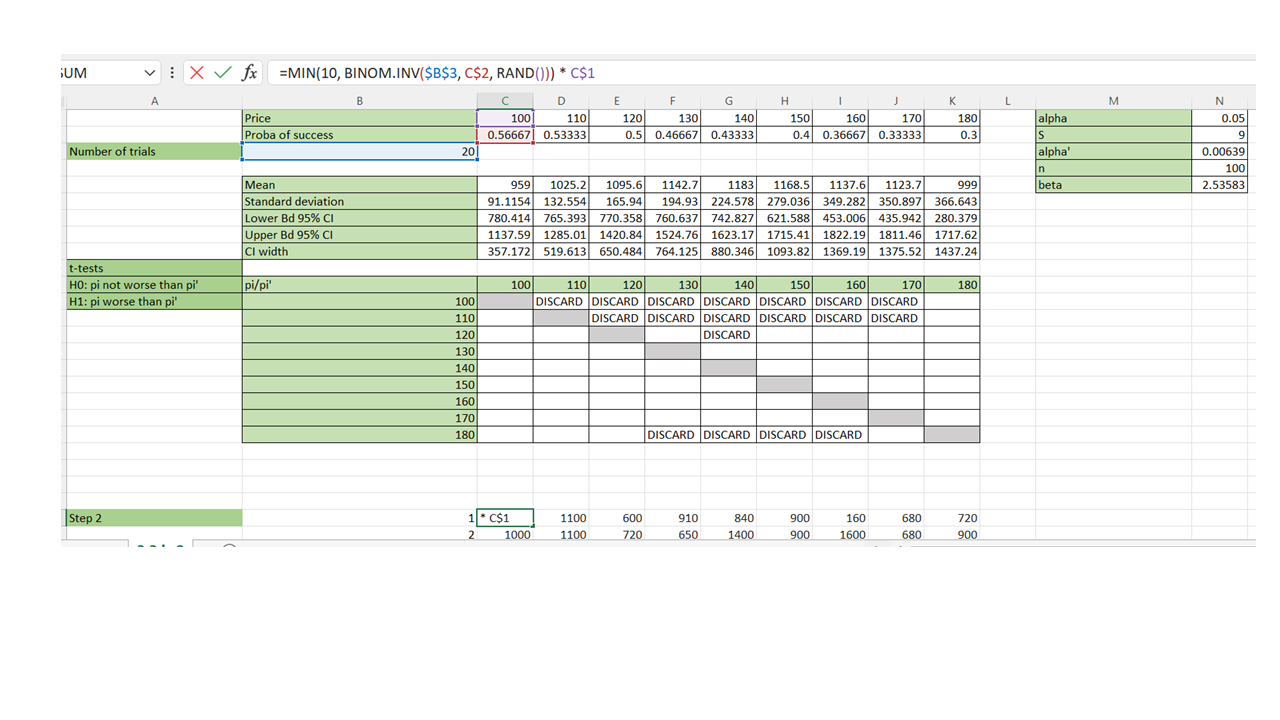 SUM =MIN(10, BINOM.INV($B$3, C$2, RAND())) * C$1
A B C D E F G H I J K L M N
Price 100 110 120 130 140 150 160 170 180 alpha 0.05
Proba of success 0.56667 0.53333 0.5 0.46667 0.43333 0.4 0.36667 0.33333 0.3 S 9
Number of trials 20 alpha' 0.00639
n 100
Mean 959 1025.2 1095.6 1142.7 1183 1168.5 1137.6 1123.7 999 beta 2.53583
Standard deviation 91.1154 132.554 165.94 194.93 224.578 279.036 349.282 350.897 366.643
Lower Bd 95% CI 780.414 765.393 770.358 760.637 742.827 621.588 453.006 435.942 280.379
Upper Bd 95% CI 1137.59 1285.01 1420.84 1524.76 1623.17 1715.41 1822.19 1811.46 1717.62
CI width 357.172 519.613 650.484 764.125 880.346 1093.82 1369.19 1375.52 1437.24
t-tests
H0: pi not worse than pi' pi/pi' 100 110 120 130 140 150 160 170 180
H1: pi worse than pi' 100 DISCARD DISCARD DISCARD DISCARD DISCARD DISCARD DISCARD
110 DISCARD DISCARD DISCARD DISCARD DISCARD DISCARD
120 DISCARD
130
140
150
160
170
180 DISCARD DISCARD DISCARD DISCARD
Step 2 1 * C$1 1100 600 910 840 900 160 680 720
2 1000 1100 720 650 1400 900 1600 680 900